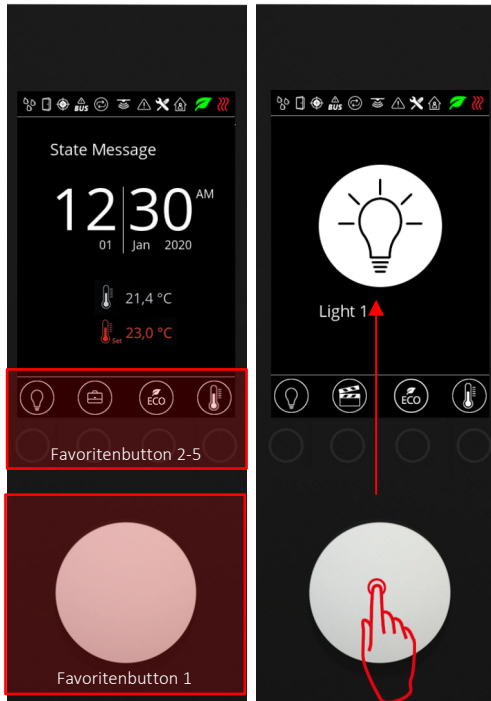 BUS
State Message
12 30 AM
01 Jan 2020
21,4 °C
Set 23,0 °C
ECO
Favoritenbutton 2-5
Favoritenbutton 1
BUS
Light 1
ECO